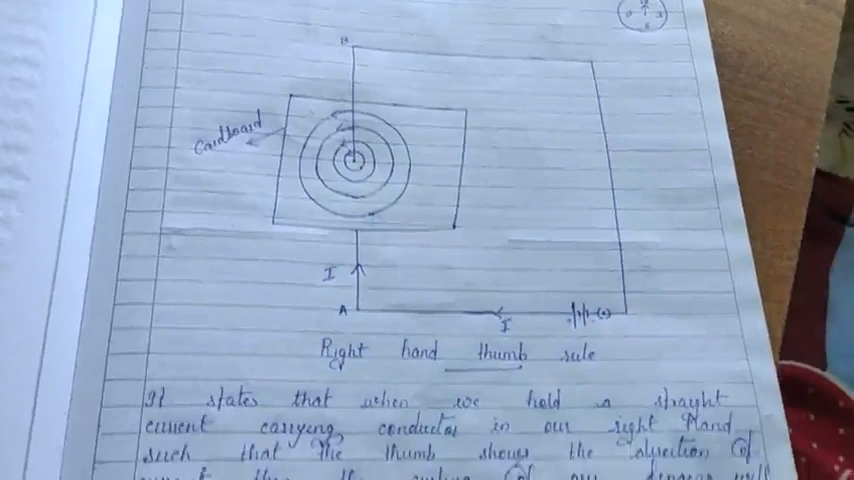 B
Cardboard
I
A
I
Right hand thumb rule
It states that when we hold a straight
current carrying conductor in our right Hand
such that the thumb shows the direction of